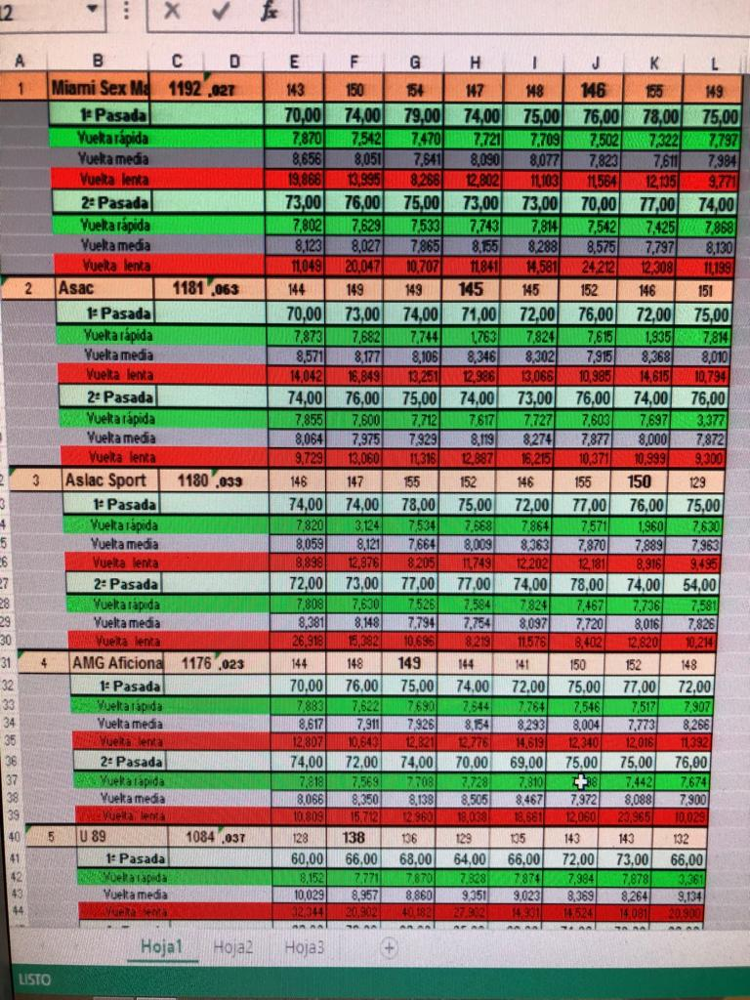 12 fx
A B C D E F G H I J K L
1 Miami Sex Ma 1192 ,027 143 150 154 147 148 146 155 149
1ª Pasada 70,00 74,00 79,00 74,00 75,00 76,00 78,00 75,00
Vuelta rápida 7,870 7,542 7,470 7,721 7,709 7,502 7,322 7,797
Vuelta media 8,656 8,051 7,641 8,090 8,077 7,823 7,611 7,984
Vuelta lenta 19,866 13,995 8,266 12,802 11,103 11,564 12,135 9,771
2ª Pasada 73,00 76,00 75,00 73,00 73,00 70,00 77,00 74,00
Vuelta rápida 7,802 7,629 7,533 7,743 7,814 7,542 7,425 7,868
Vuelta media 8,123 8,027 7,865 8,155 8,288 8,575 7,797 8,130
Vuelta lenta 11,049 20,047 10,707 11,841 14,581 24,212 12,308 11,199
2 Asac 1181 ,063 144 149 149 145 145 152 146 151
1ª Pasada 70,00 73,00 74,00 71,00 72,00 76,00 72,00 75,00
Vuelta rápida 7,873 7,682 7,744 1,763 7,824 7,615 1,935 7,814
Vuelta media 8,571 8,177 8,106 8,346 8,302 7,915 8,368 8,010
Vuelta lenta 14,042 16,849 13,251 12,986 13,066 10,985 14,615 10,794
2ª Pasada 74,00 76,00 75,00 74,00 73,00 76,00 74,00 76,00
Vuelta rápida 7,855 7,600 7,712 7,617 7,727 7,603 7,697 3,377
Vuelta media 8,064 7,975 7,929 8,119 8,274 7,877 8,000 7,872
Vuelta lenta 9,729 13,060 11,316 12,887 16,215 10,371 10,999 9,300
2 3 Aslac Sport 1180 ,039 146 147 155 152 146 155 150 129
3 1ª Pasada 74,00 74,00 78,00 75,00 72,00 77,00 76,00 75,00
4 Vuelta rápida 7,820 3,124 7,534 7,668 7,864 7,571 1,960 7,630
5 Vuelta media 8,059 8,121 7,664 8,009 8,363 7,870 7,889 7,963
26 Vuelta lenta 8,898 12,876 8,205 11,749 12,202 12,181 8,916 9,495
27 2ª Pasada 72,00 73,00 77,00 77,00 74,00 78,00 74,00 54,00
28 Vuelta rápida 7,808 7,630 7,526 7,584 7,824 7,467 7,736 7,581
29 Vuelta media 8,381 8,148 7,794 7,754 8,097 7,720 8,016 7,826
30 Vuelta lenta 26,918 15,382 10,696 8,219 11,576 8,402 12,820 10,214
31 4 AMG Aficiona 1176 ,023 144 148 149 144 141 150 152 148
32 1ª Pasada 70,00 76,00 75,00 74,00 72,00 75,00 77,00 72,00
33 Vuelta rápida 7,883 7,622 7,690 7,644 7,764 7,546 7,517 7,907
34 Vuelta media 8,617 7,911 7,926 8,154 8,293 8,004 7,773 8,266
35 Vuelta lenta 12,807 10,643 12,821 12,776 14,619 12,340 12,016 11,392
36 2ª Pasada 74,00 72,00 74,00 70,00 69,00 75,00 75,00 76,00
37 Vuelta rápida 7,818 7,569 7,708 7,728 7,810 7,442 7,674
38 Vuelta media 8,066 8,350 8,138 8,505 8,467 7,972 8,088 7,900
39 Vuelta lenta 10,809 15,712 12,960 18,038 18,661 12,060 23,965 10,029
40 5 U 89 1084 ,037 128 138 136 129 135 143 143 132
41 1ª Pasada 60,00 66,00 68,00 64,00 66,00 72,00 73,00 66,00
42 Vuelta rápida 8,152 7,771 7,870 7,828 7,874 7,984 7,878 3,361
43 Vuelta media 10,029 8,957 8,860 9,351 9,023 8,369 8,264 9,134
44 Vuelta lenta 32,344 20,902 40,182 27,902 14,931 14,524 14,081 20,900
Hoja1 Hoja2 Hoja3
LISTO